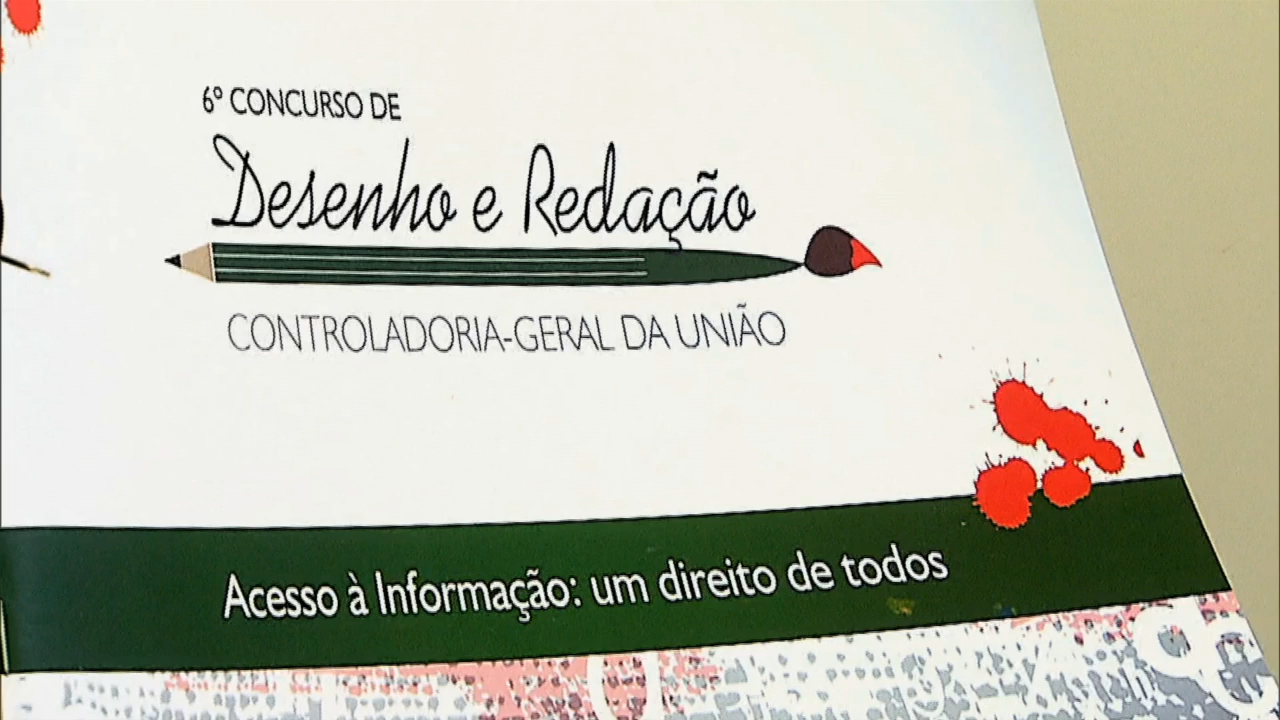 6º CONCURSO DE
Desenho e Redação
CONTROLADORIA-GERAL DA UNIÃO
Acesso à Informação: um direito de todos